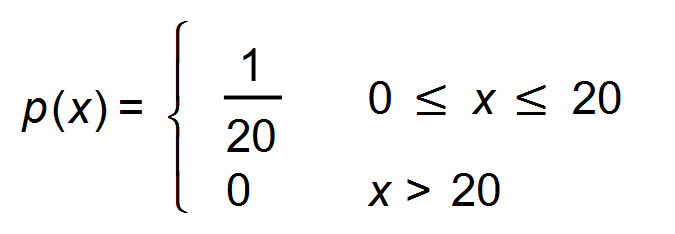 p(x) = { 1/20 0 ≤ x ≤ 20
0 x > 20